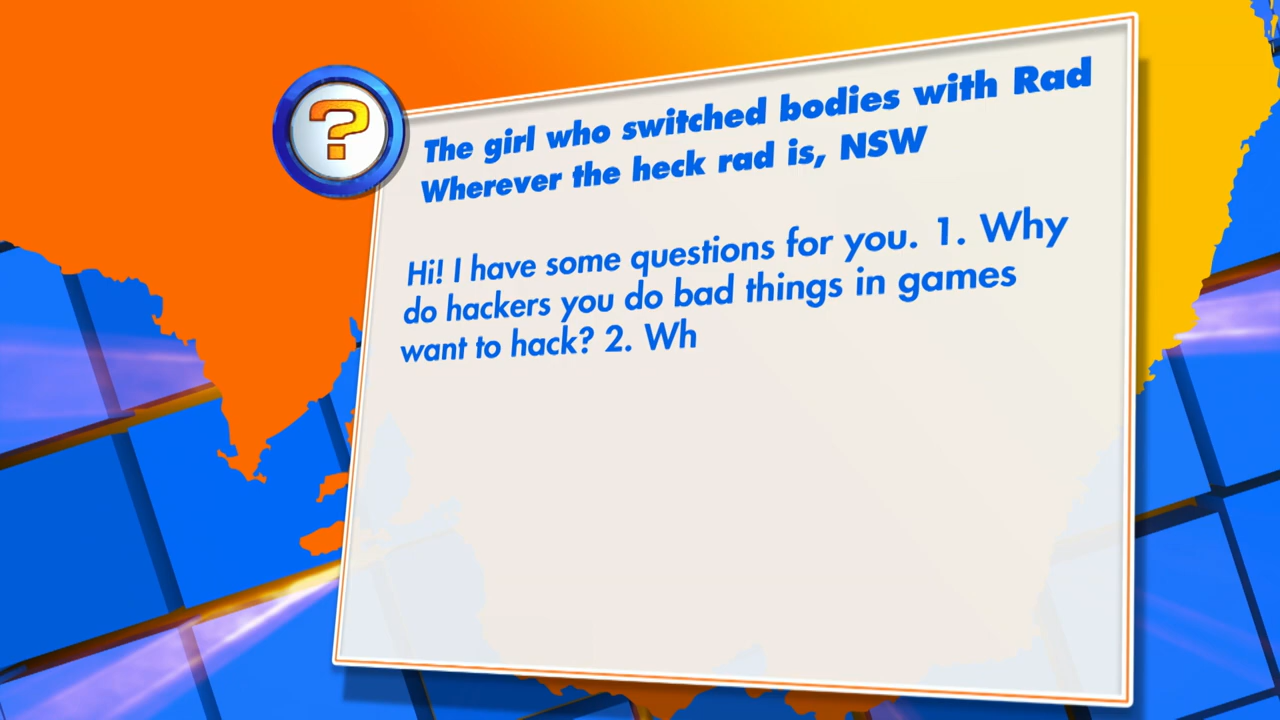 ?
The girl who switched bodies with Rad
Wherever the heck rad is, NSW
Hi! I have some questions for you. 1. Why
do hackers you do bad things in games
want to hack? 2. Wh